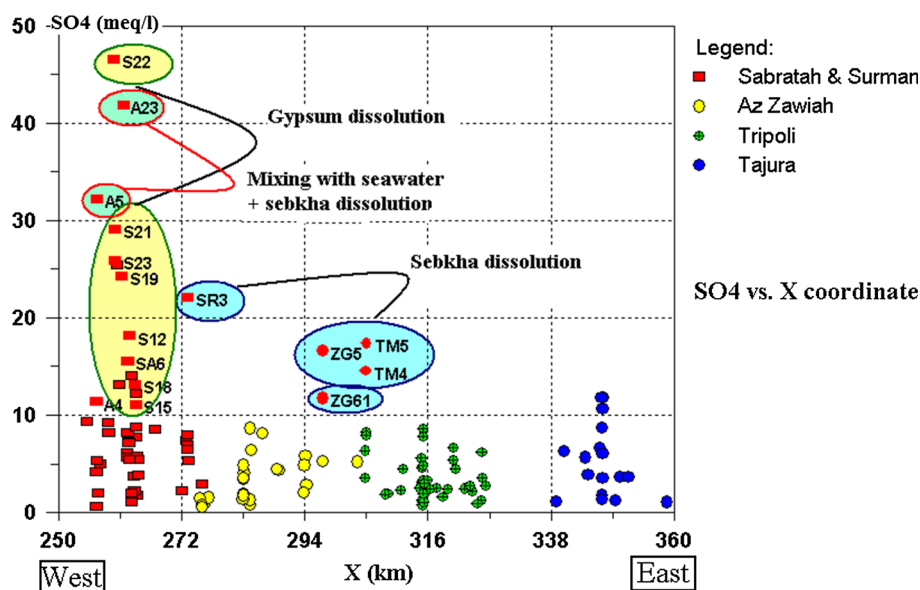 -SO4 (meq/l)
50
40
30
20
10
0
S22
A23
Gypsum dissolution
Mixing with seawater
+ sebkha dissolution
A5
S21
S23
S19
SR3
Sebkha dissolution
S12
SA6
S18
A4
S15
ZG5
TM5
TM4
ZG61
250
272
294
316
338
360
West
X (km)
East
Legend:
Sabratah & Surman
Az Zawiah
Tripoli
Tajura
SO4 vs. X coordinate